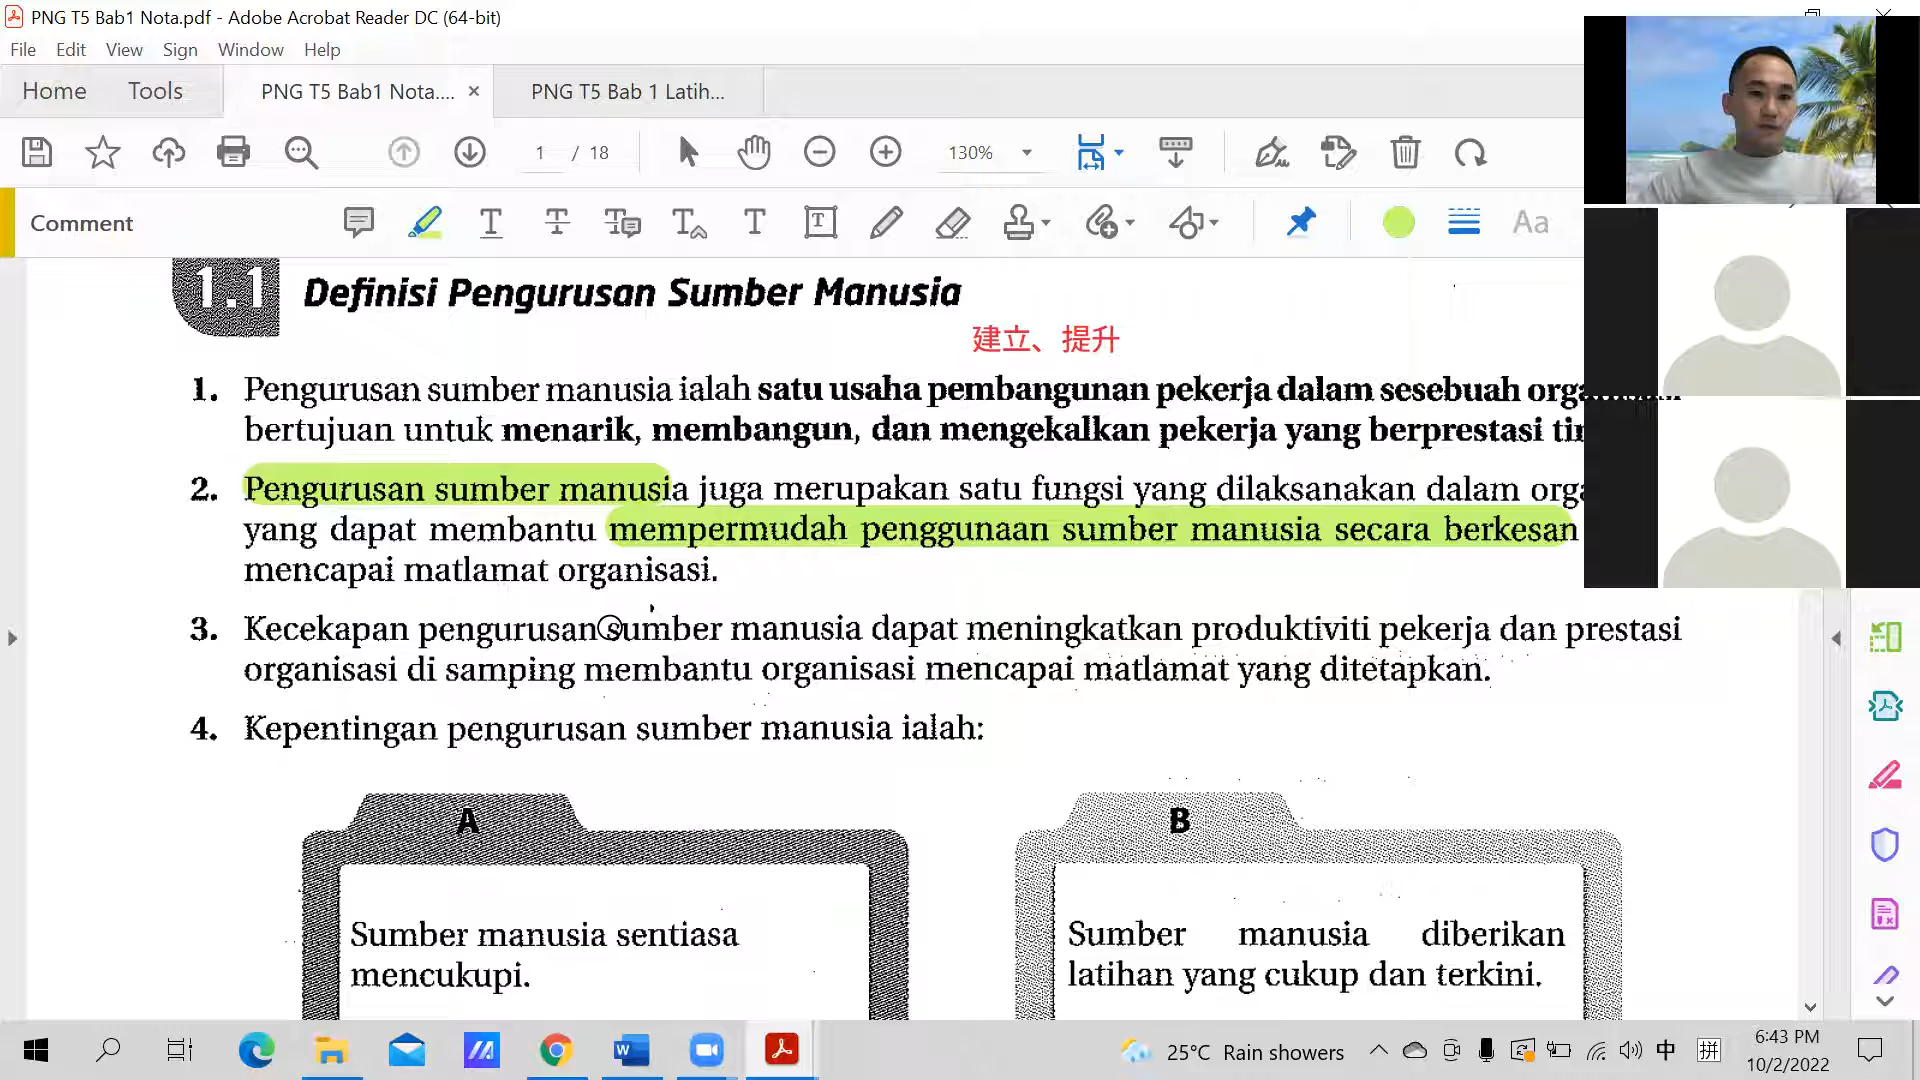 PNG T5 Bab1 Nota.pdf - Adobe Acrobat Reader DC (64-bit)
File Edit View Sign Window Help
Home Tools PNG T5 Bab1 Nota.... × PNG T5 Bab 1 Latih...
1 / 18 130%
Comment Aa
1.1 Definisi Pengurusan Sumber Manusia
建立、提升
1. Pengurusan sumber manusia ialah satu usaha pembangunan pekerja dalam sesebuah
bertujuan untuk menarik, membangun, dan mengekalkan pekerja yang berprestasi
2. Pengurusan sumber manusia juga merupakan satu fungsi yang dilaksanakan dalam
yang dapat membantu mempermudah penggunaan sumber manusia secara berkesan
mencapai matlamat organisasi.
3. Kecekapan pengurusan sumber manusia dapat meningkatkan produktiviti pekerja dan prestasi
organisasi di samping membantu organisasi mencapai matlamat yang ditetapkan.
4. Kepentingan pengurusan sumber manusia ialah:
A
Sumber manusia sentiasa
mencukupi.
B
Sumber manusia diberikan
latihan yang cukup dan terkini.
25°C Rain showers 中 拼 6:43 PM
10/2/2022